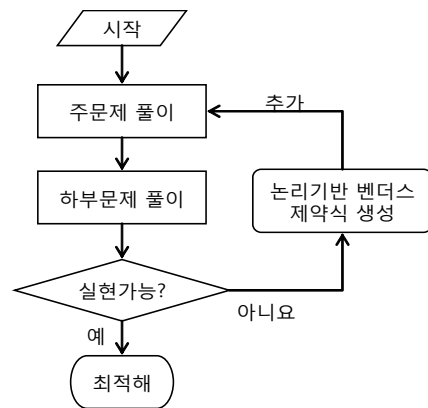 시작
주문제 풀이
추가
하부문제 풀이
논리기반 벤더스
제약식 생성
실현가능?
아니요
예
최적해